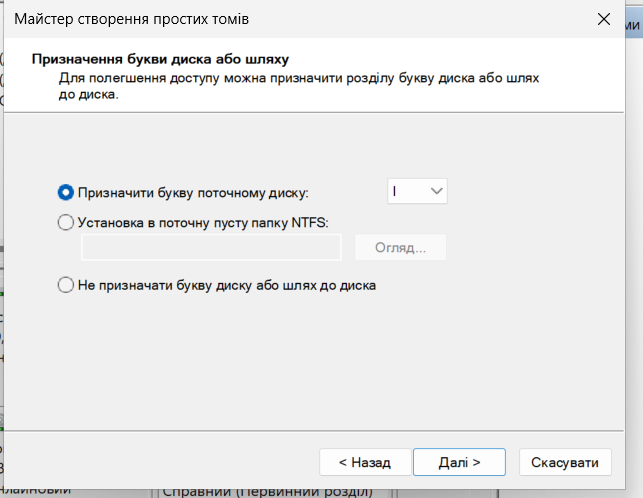 Майстер створення простих томів
Призначення букви диска або шляху
Для полегшення доступу можна призначити розділу букву диска або шлях
до диска.
Призначити букву поточному диску:
I
Установка в поточну пусту папку NTFS:
Огляд...
Не призначати букву диску або шлях до диска
< Назад
Далі >
Скасувати
Справний (Первинний розділ)